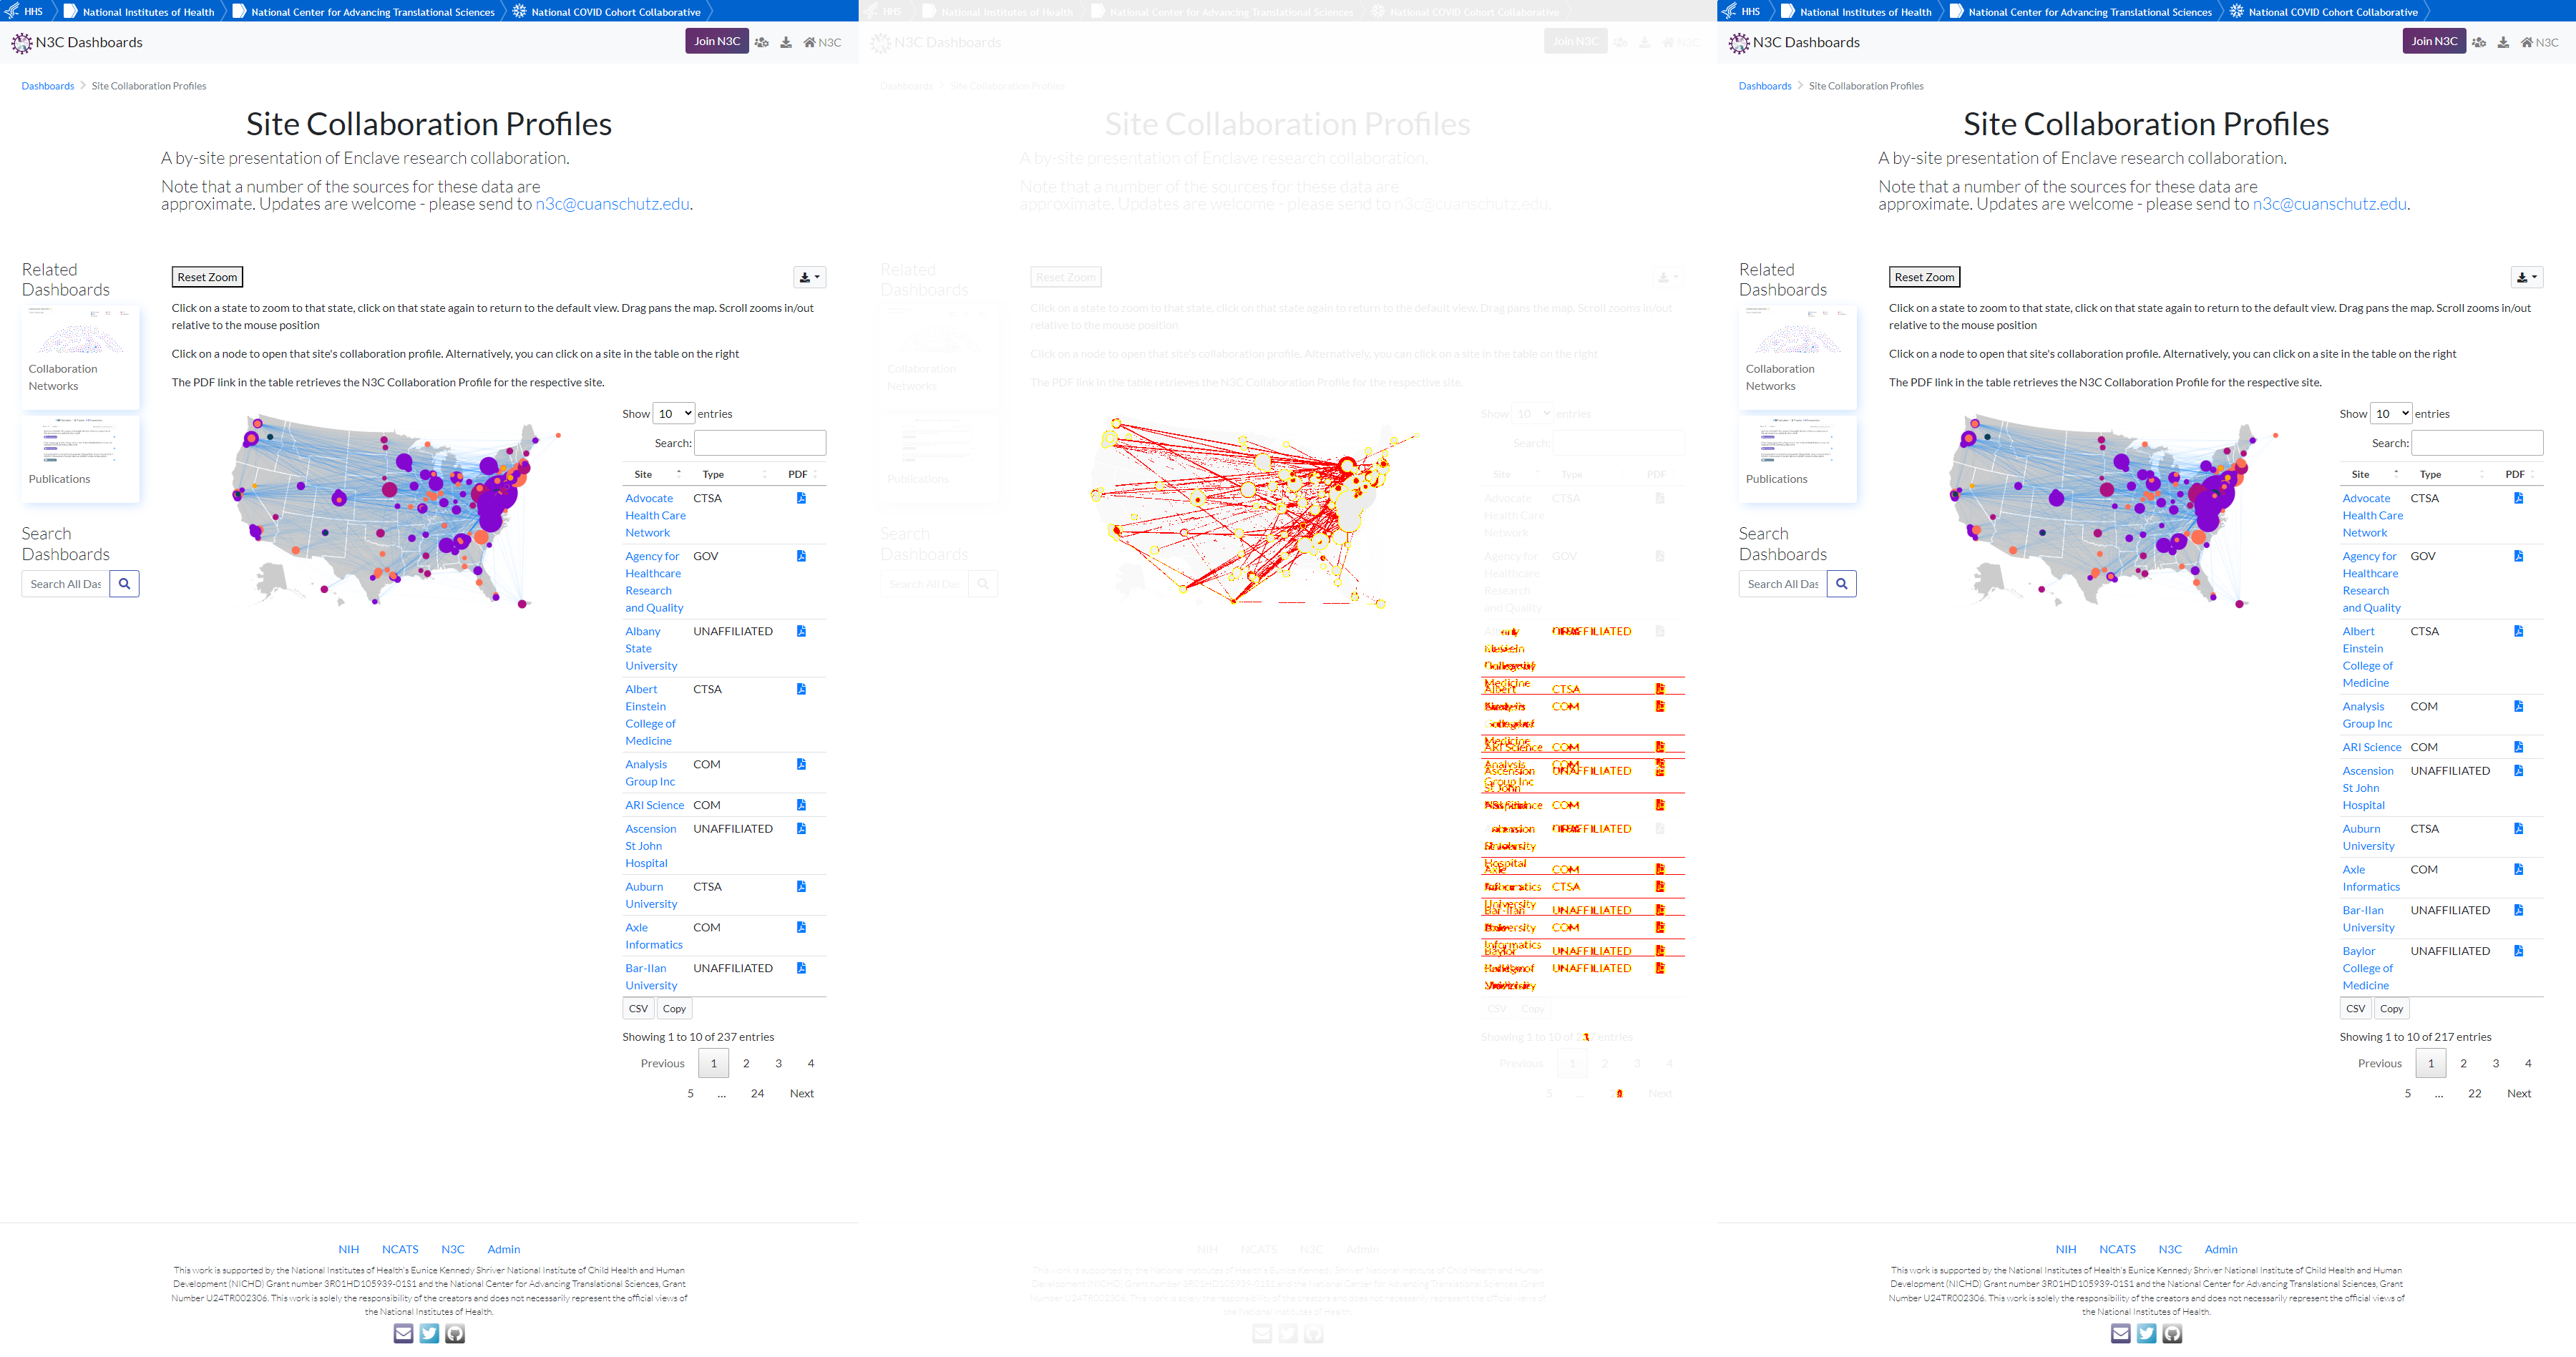 HHS National Institutes of Health National Center for Advancing Translational Sciences National COVID Cohort Collaborative
N3C Dashboards Join N3C N3C
Dashboards Site Collaboration Profiles
Site Collaboration Profiles
A by-site presentation of Enclave research collaboration.
Note that a number of the sources for these data are
approximate. Updates are welcome - please send to n3c@cuanschutz.edu.
Related
Dashboards
Collaboration
Networks
Publications
Search
Dashboards
Search All Das
Reset Zoom
Click on a state to zoom to that state, click on that state again to return to the default view. Drag pans the map. Scroll zooms in/out
relative to the mouse position
Click on a node to open that site's collaboration profile. Alternatively, you can click on a site in the table on the right
The PDF link in the table retrieves the N3C Collaboration Profile for the respective site.
Show 10 entries
Search:
Site Type PDF
Advocate CTSA
Health Care
Network
Agency for GOV
Healthcare
Research
and Quality
Albany UNAFFILIATED
State
University
Albert CTSA
Einstein
College of
Medicine
Analysis COM
Group Inc
ARI Science COM
Ascension UNAFFILIATED
St John
Hospital
Auburn CTSA
University
Axle COM
Informatics
Bar-Ilan UNAFFILIATED
University
CSV Copy
Showing 1 to 10 of 237 entries
Previous 1 2 3 4
5 ... 24 Next
NIH NCATS N3C Admin
This work is supported by the National Institutes of Health's Eunice Kennedy Shriver National Institute of Child Health and Human
Development (NICHD) Grant number 3R01HD105939-01S1 and the National Center for Advancing Translational Sciences, Grant
Number U24TR002306. This work is solely the responsibility of the creators and does not necessarily represent the official views of
the National Institutes of Health.
HHS National Institutes of Health National Center for Advancing Translational Sciences National COVID Cohort Collaborative
N3C Dashboards Join N3C N3C
Dashboards Site Collaboration Profiles
Site Collaboration Profiles
A by-site presentation of Enclave research collaboration.
Note that a number of the sources for these data are
approximate. Updates are welcome - please send to n3c@cuanschutz.edu.
Related
Dashboards
Collaboration
Networks
Publications
Search
Dashboards
Search All Das
Reset Zoom
Click on a state to zoom to that state, click on that state again to return to the default view. Drag pans the map. Scroll zooms in/out
relative to the mouse position
Click on a node to open that site's collaboration profile. Alternatively, you can click on a site in the table on the right
The PDF link in the table retrieves the N3C Collaboration Profile for the respective site.
Show 10 entries
Search:
Site Type PDF
Advocate CTSA
Health Care
Network
Agency for GOV
Healthcare
Research
and Quality
CSV Copy
Showing 1 to 10 of
Previous 1 2 3 4
5 ... Next
NIH NCATS N3C Admin
This work is supported by the National Institutes of Health's Eunice Kennedy Shriver National Institute of Child Health and Human
Development (NICHD) Grant number 3R01HD105939-01S1 and the National Center for Advancing Translational Sciences, Grant
Number U24TR002306. This work is solely the responsibility of the creators and does not necessarily represent the official views of
the National Institutes of Health.
HHS National Institutes of Health National Center for Advancing Translational Sciences National COVID Cohort Collaborative
N3C Dashboards Join N3C N3C
Dashboards Site Collaboration Profiles
Site Collaboration Profiles
A by-site presentation of Enclave research collaboration.
Note that a number of the sources for these data are
approximate. Updates are welcome - please send to n3c@cuanschutz.edu.
Related
Dashboards
Collaboration
Networks
Publications
Search
Dashboards
Search All Das
Reset Zoom
Click on a state to zoom to that state, click on that state again to return to the default view. Drag pans the map. Scroll zooms in/out
relative to the mouse position
Click on a node to open that site's collaboration profile. Alternatively, you can click on a site in the table on the right
The PDF link in the table retrieves the N3C Collaboration Profile for the respective site.
Show 10 entries
Search:
Site Type PDF
Advocate CTSA
Health Care
Network
Agency for GOV
Healthcare
Research
and Quality
Albert CTSA
Einstein
College of
Medicine
Analysis COM
Group Inc
ARI Science COM
Ascension UNAFFILIATED
St John
Hospital
Auburn CTSA
University
Axle COM
Informatics
Bar-Ilan UNAFFILIATED
University
Baylor UNAFFILIATED
College of
Medicine
CSV Copy
Showing 1 to 10 of 217 entries
Previous 1 2 3 4
5 ... 22 Next
NIH NCATS N3C Admin
This work is supported by the National Institutes of Health's Eunice Kennedy Shriver National Institute of Child Health and Human
Development (NICHD) Grant number 3R01HD105939-01S1 and the National Center for Advancing Translational Sciences, Grant
Number U24TR002306. This work is solely the responsibility of the creators and does not necessarily represent the official views of
the National Institutes of Health.